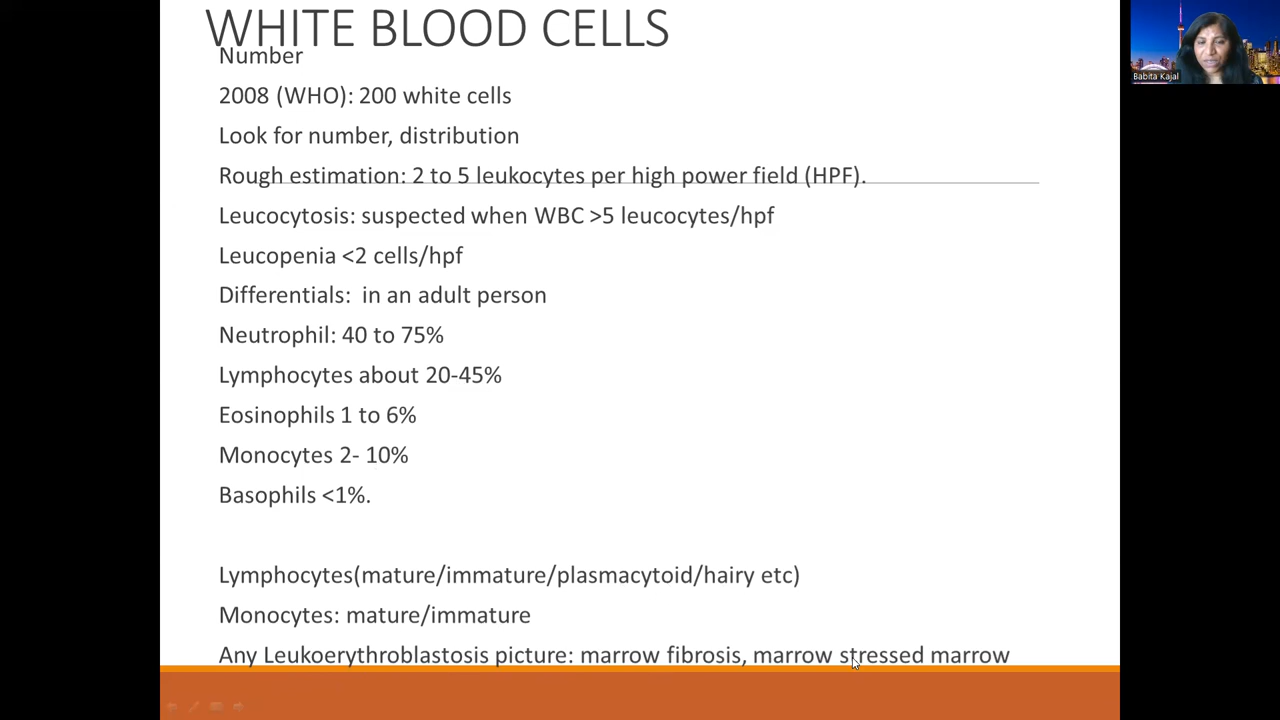 WHITE BLOOD CELLS
Number
2008 (WHO): 200 white cells
Look for number, distribution
Rough estimation: 2 to 5 leukocytes per high power field (HPF).
Leucocytosis: suspected when WBC >5 leucocytes/hpf
Leucopenia <2 cells/hpf
Differentials:  in an adult person
Neutrophil: 40 to 75%
Lymphocytes about 20-45%
Eosinophils 1 to 6%
Monocytes 2- 10%
Basophils <1%.
Lymphocytes(mature/immature/plasmacytoid/hairy etc)
Monocytes: mature/immature
Any Leukoerythroblastosis picture: marrow fibrosis, marrow stressed marrow
Babita Kajal